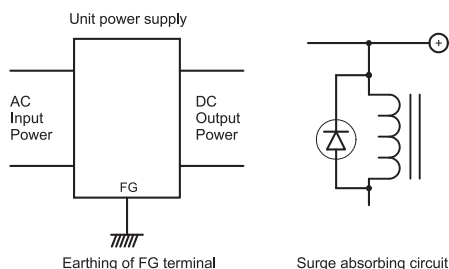 Unit power supply
AC
Input
Power
DC
Output
Power
FG
Earthing of FG terminal
+
Surge absorbing circuit